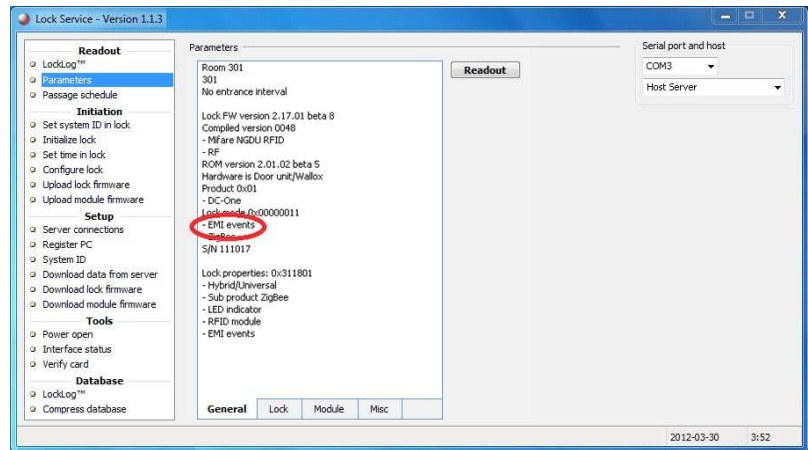 Lock Service - Version 1.1.3
Readout
LockLog™
Parameters
Passage schedule
Initiation
Set system ID in lock
Initialize lock
Set time in lock
Configure lock
Upload lock firmware
Upload module firmware
Setup
Server connections
Register PC
System ID
Download data from server
Download lock firmware
Download module firmware
Tools
Power open
Interface status
Verify card
Database
LockLog™
Compress database
Parameters
Room 301
301
No entrance interval
Lock FW version 2.17.01 beta 8
Compiled version 0048
- Mifare NGDU RFID
- RF
ROM version 2.01.02 beta 5
Hardware is Door unit/Wallox
Product 0x01
- DC-One
Lock mode 0x00000011
- EMI events
- ZigBee
S/N 111017
Lock properties: 0x311801
- Hybrid/Universal
- Sub product ZigBee
- LED indicator
- RFID module
- EMI events
General Lock Module Misc
Readout
Serial port and host
COM3
Host Server
2012-03-30 3:52